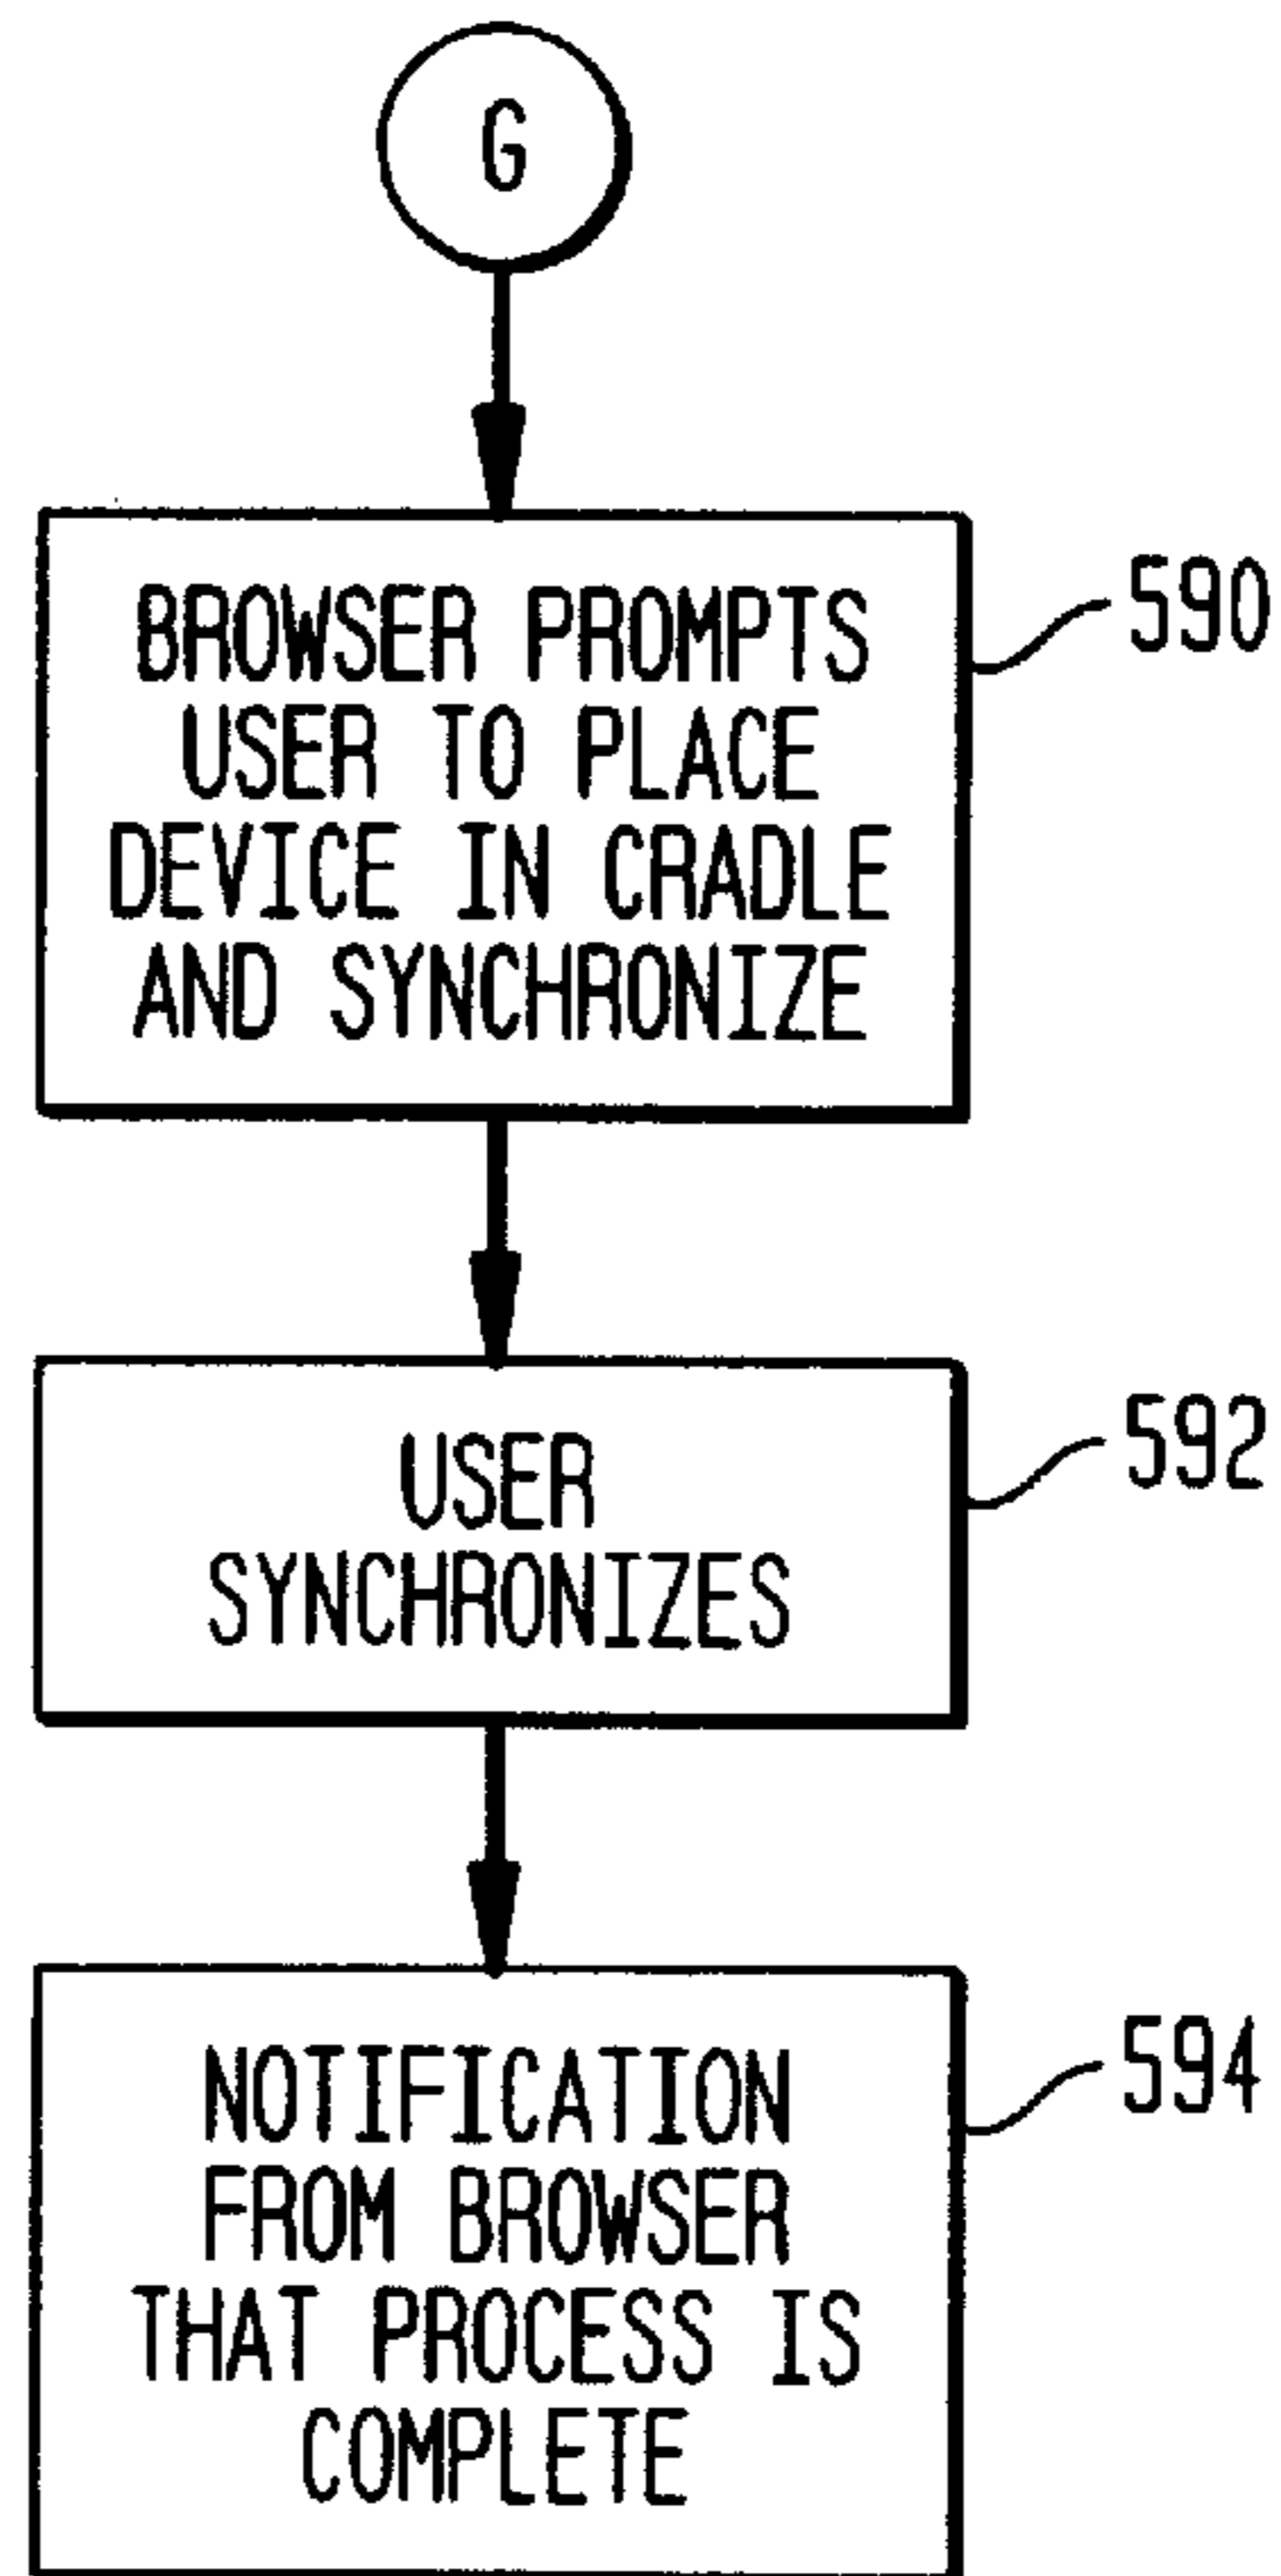 G
BROWSER PROMPTS
USER TO PLACE
DEVICE IN CRADLE
AND SYNCHRONIZE
590
USER
SYNCHRONIZES
592
NOTIFICATION
FROM BROWSER
THAT PROCESS IS
COMPLETE
594